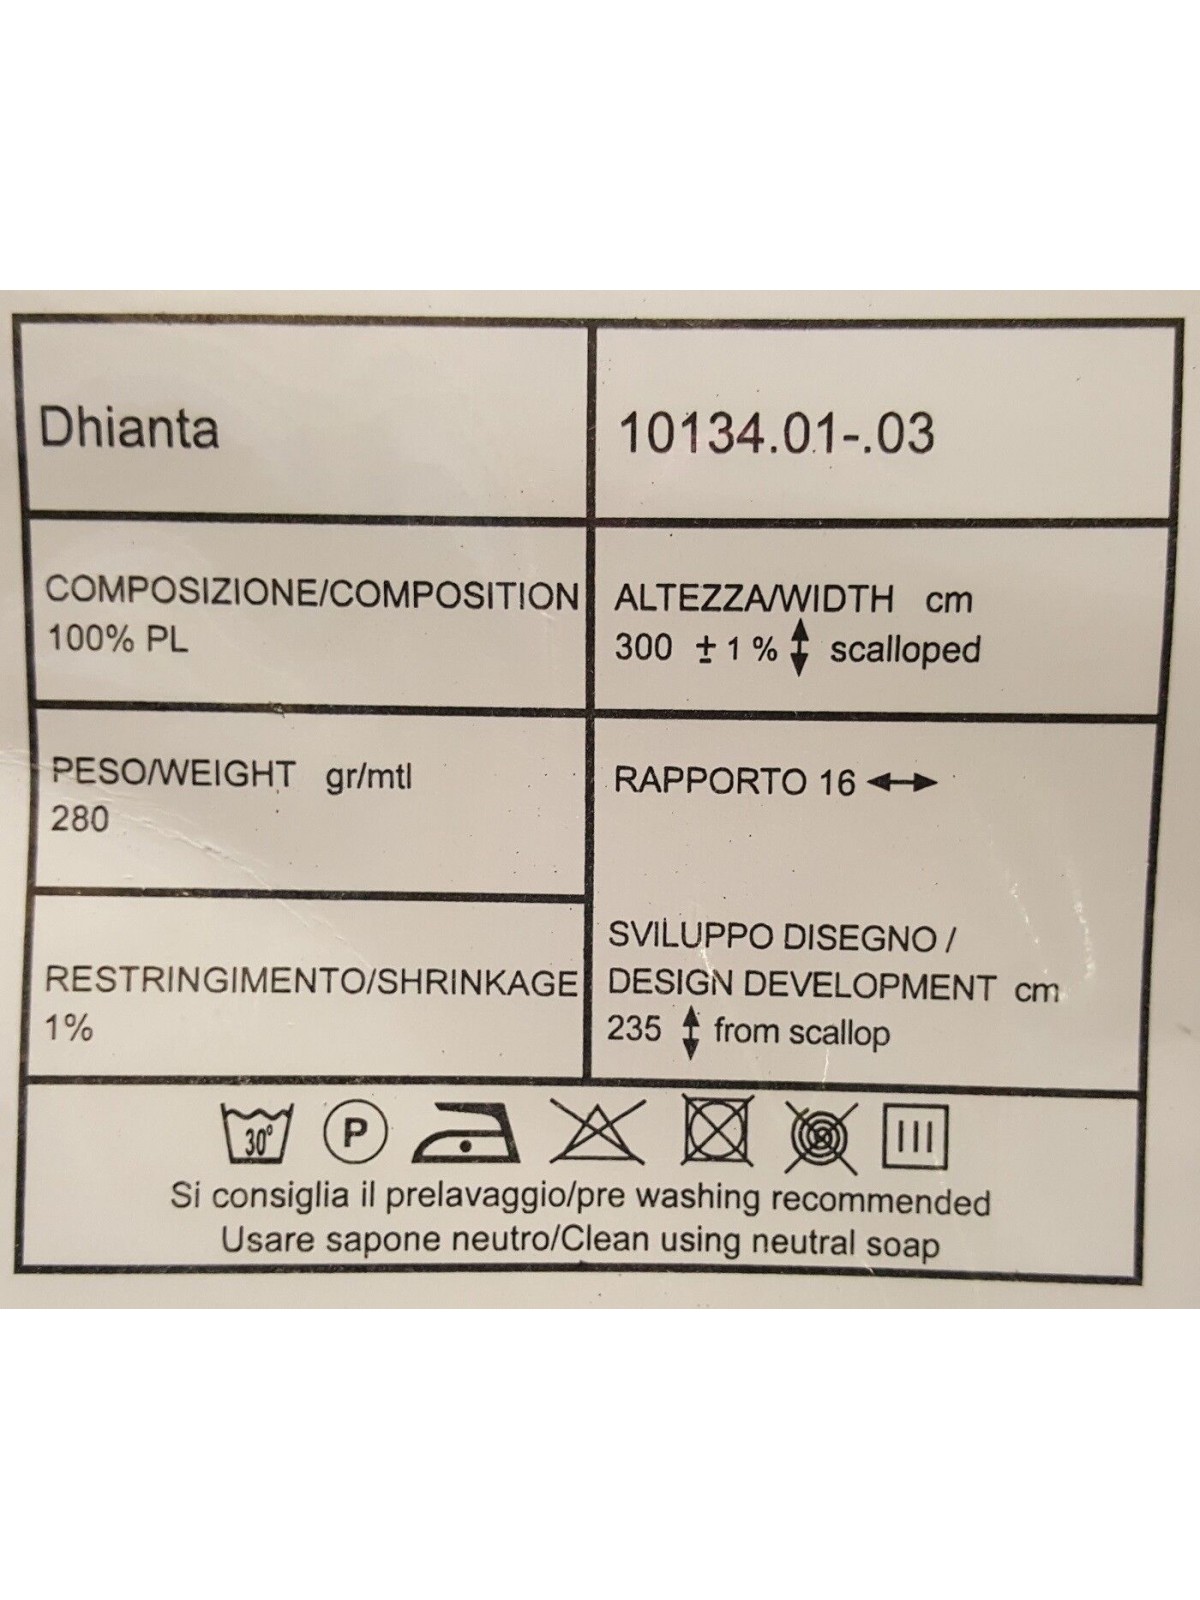 Dhianta
10134.01-.03
COMPOSIZIONE/COMPOSITION
100% PL
ALTEZZA/WIDTH cm
300 ± 1 % scalloped
PESO/WEIGHT gr/mtl
280
RAPPORTO 16
RESTRINGIMENTO/SHRINKAGE
1%
SVILUPPO DISEGNO /
DESIGN DEVELOPMENT cm
235 from scallop
30° P
Si consiglia il prelavaggio/pre washing recommended
Usare sapone neutro/Clean using neutral soap